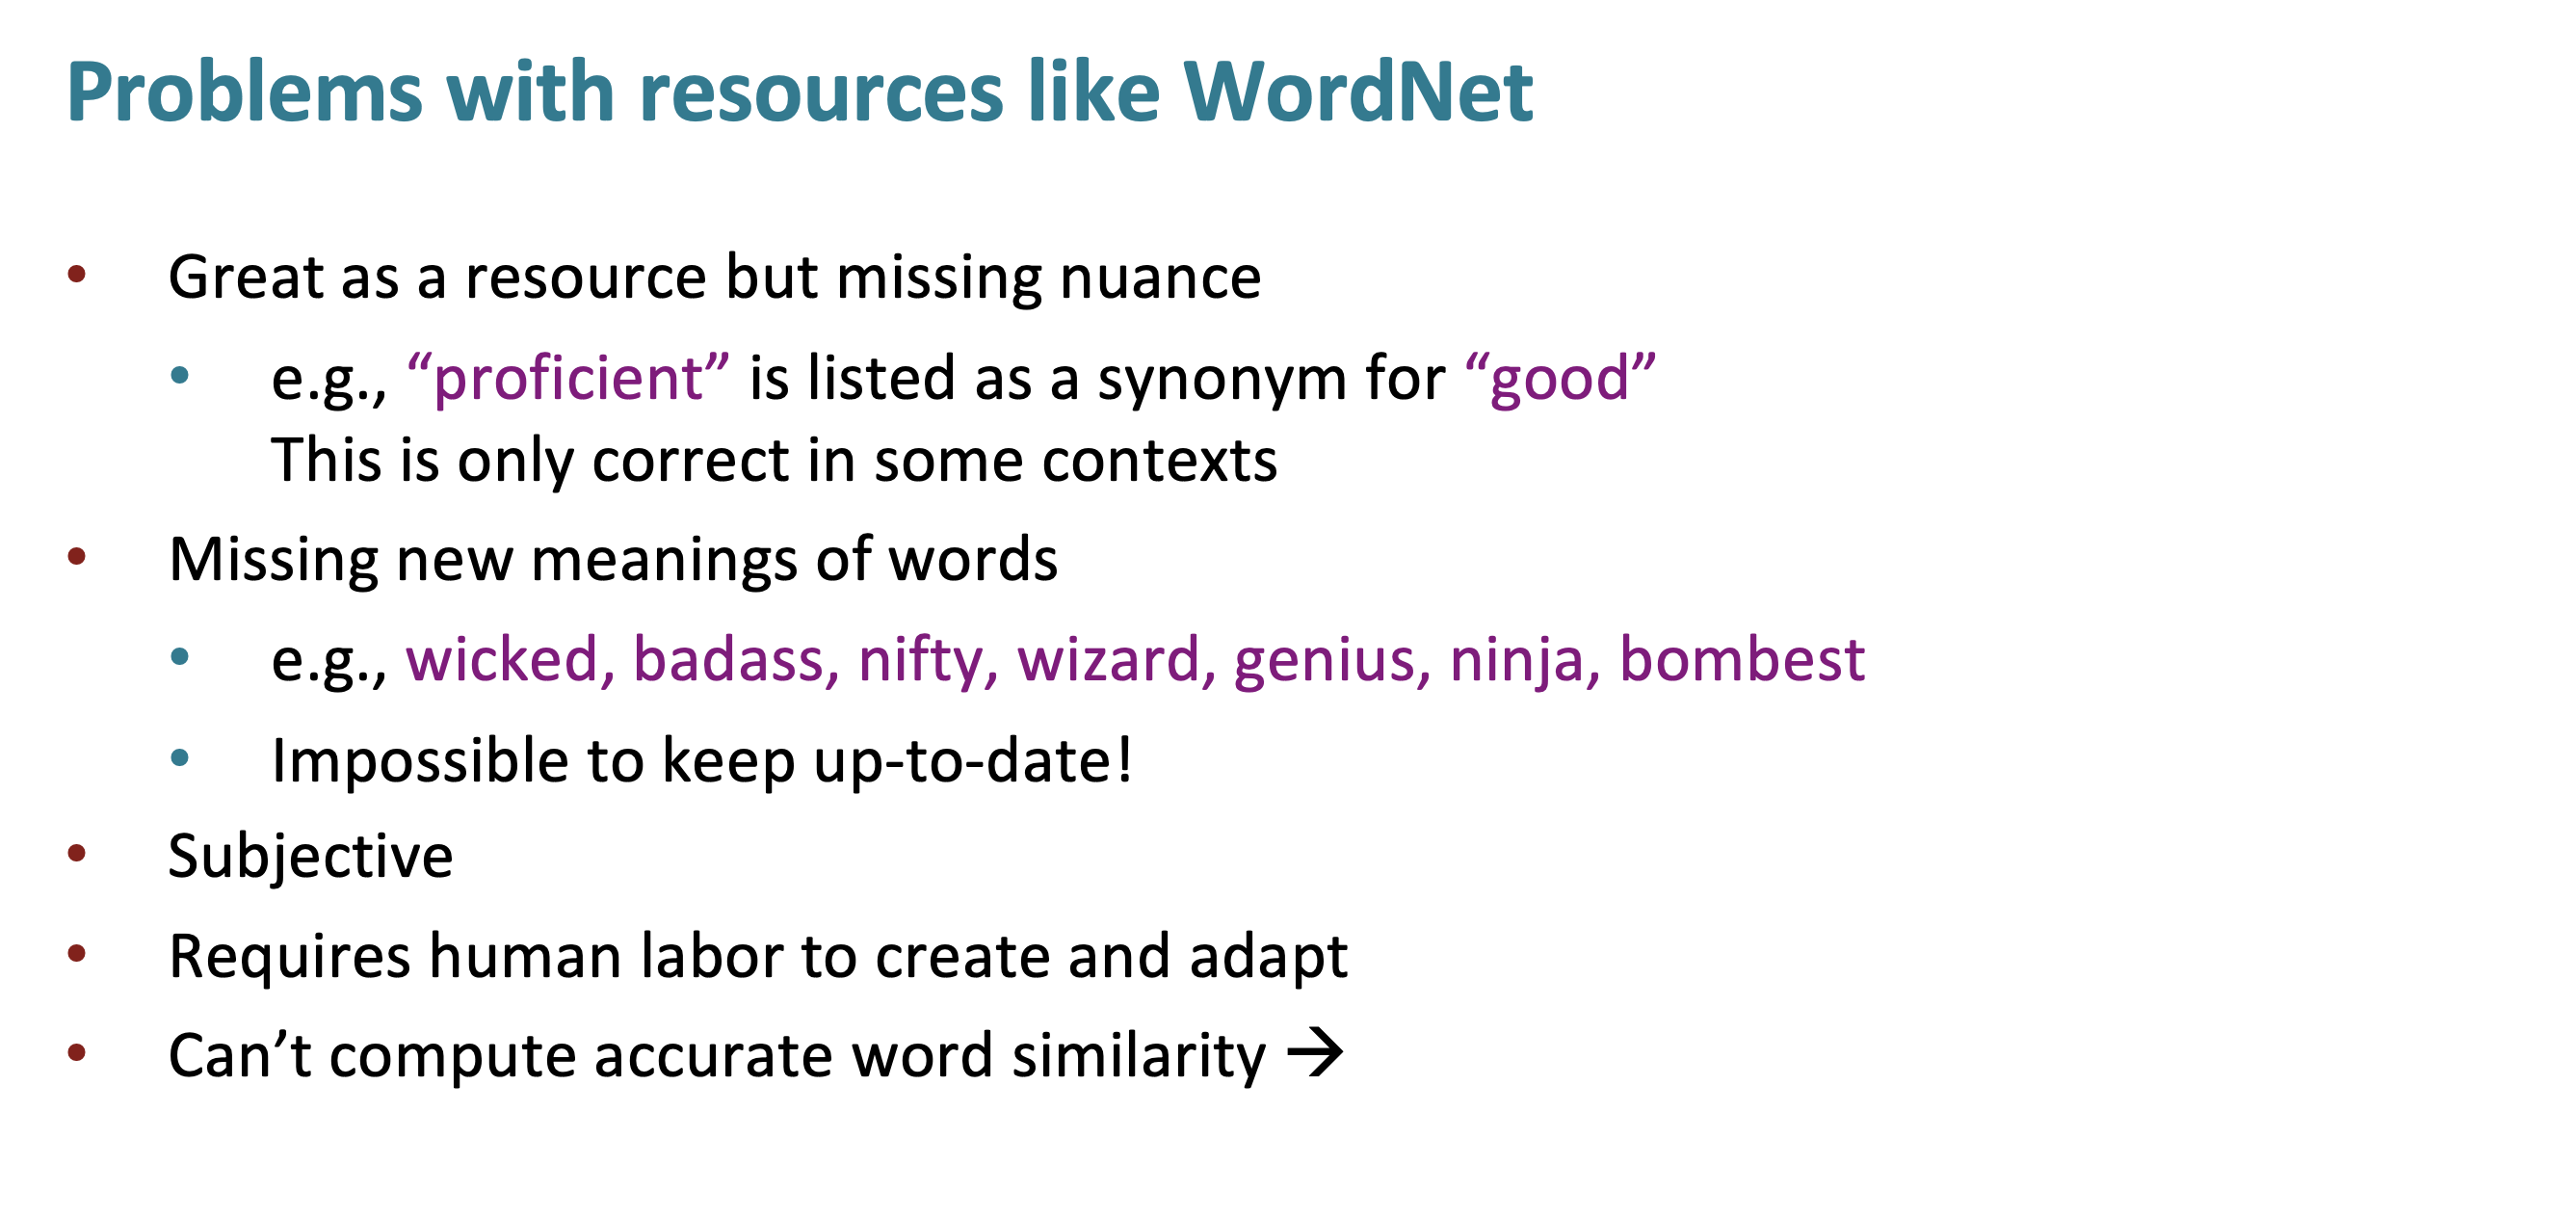 Problems with resources like WordNet
• Great as a resource but missing nuance
• e.g., “proficient” is listed as a synonym for “good”
This is only correct in some contexts
• Missing new meanings of words
• e.g., wicked, badass, nifty, wizard, genius, ninja, bombest
• Impossible to keep up-to-date!
• Subjective
• Requires human labor to create and adapt
• Can’t compute accurate word similarity →